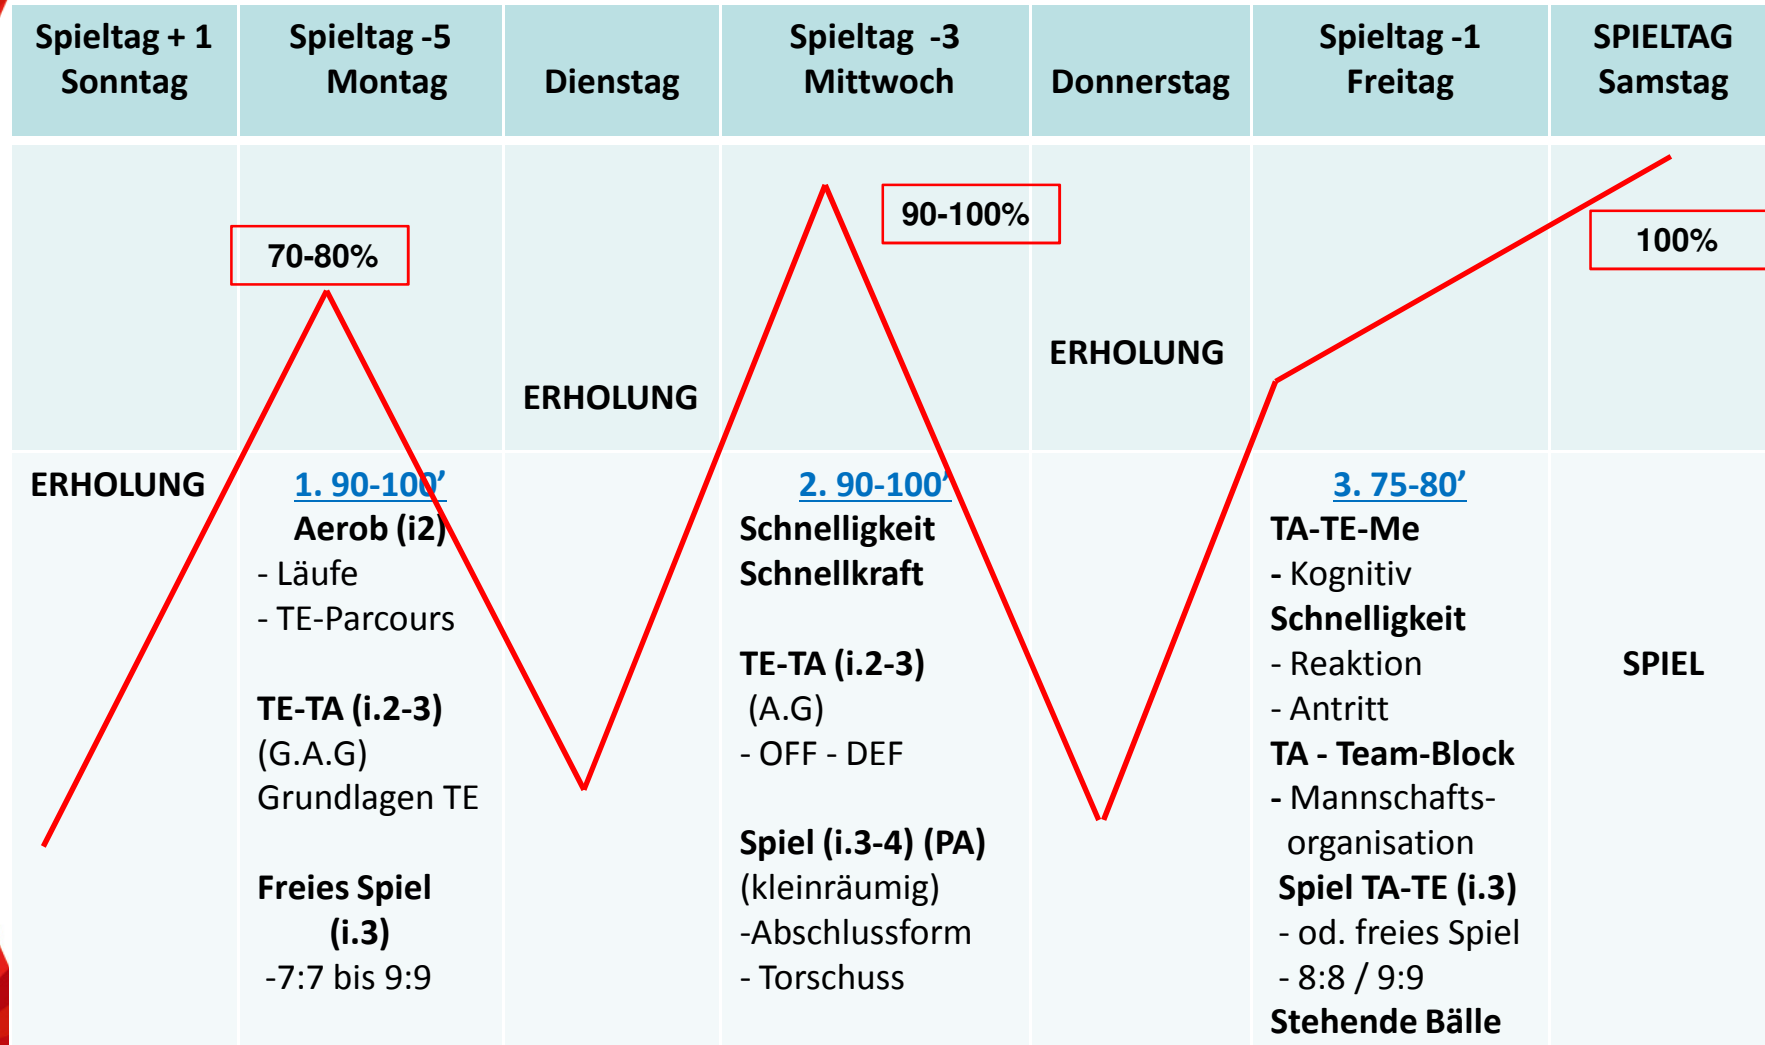 Spieltag + 1
Sonntag
Spieltag -5
Montag
Dienstag
Spieltag -3
Mittwoch
Donnerstag
Spieltag -1
Freitag
SPIELTAG
Samstag
70-80%
90-100%
100%
ERHOLUNG
ERHOLUNG
ERHOLUNG
1. 90-100’
Aerob (i2)
- Läufe
- TE-Parcours
TE-TA (i.2-3)
(G.A.G)
Grundlagen TE
Freies Spiel
(i.3)
-7:7 bis 9:9
2. 90-100’
Schnelligkeit
Schnellkraft
TE-TA (i.2-3)
(A.G)
- OFF - DEF
Spiel (i.3-4) (PA)
(kleinräumig)
-Abschlussform
- Torschuss
3. 75-80’
TA-TE-Me
- Kognitiv
Schnelligkeit
- Reaktion
- Antritt
TA - Team-Block
- Mannschafts-
organisation
Spiel TA-TE (i.3)
- od. freies Spiel
- 8:8 / 9:9
Stehende Bälle
SPIEL